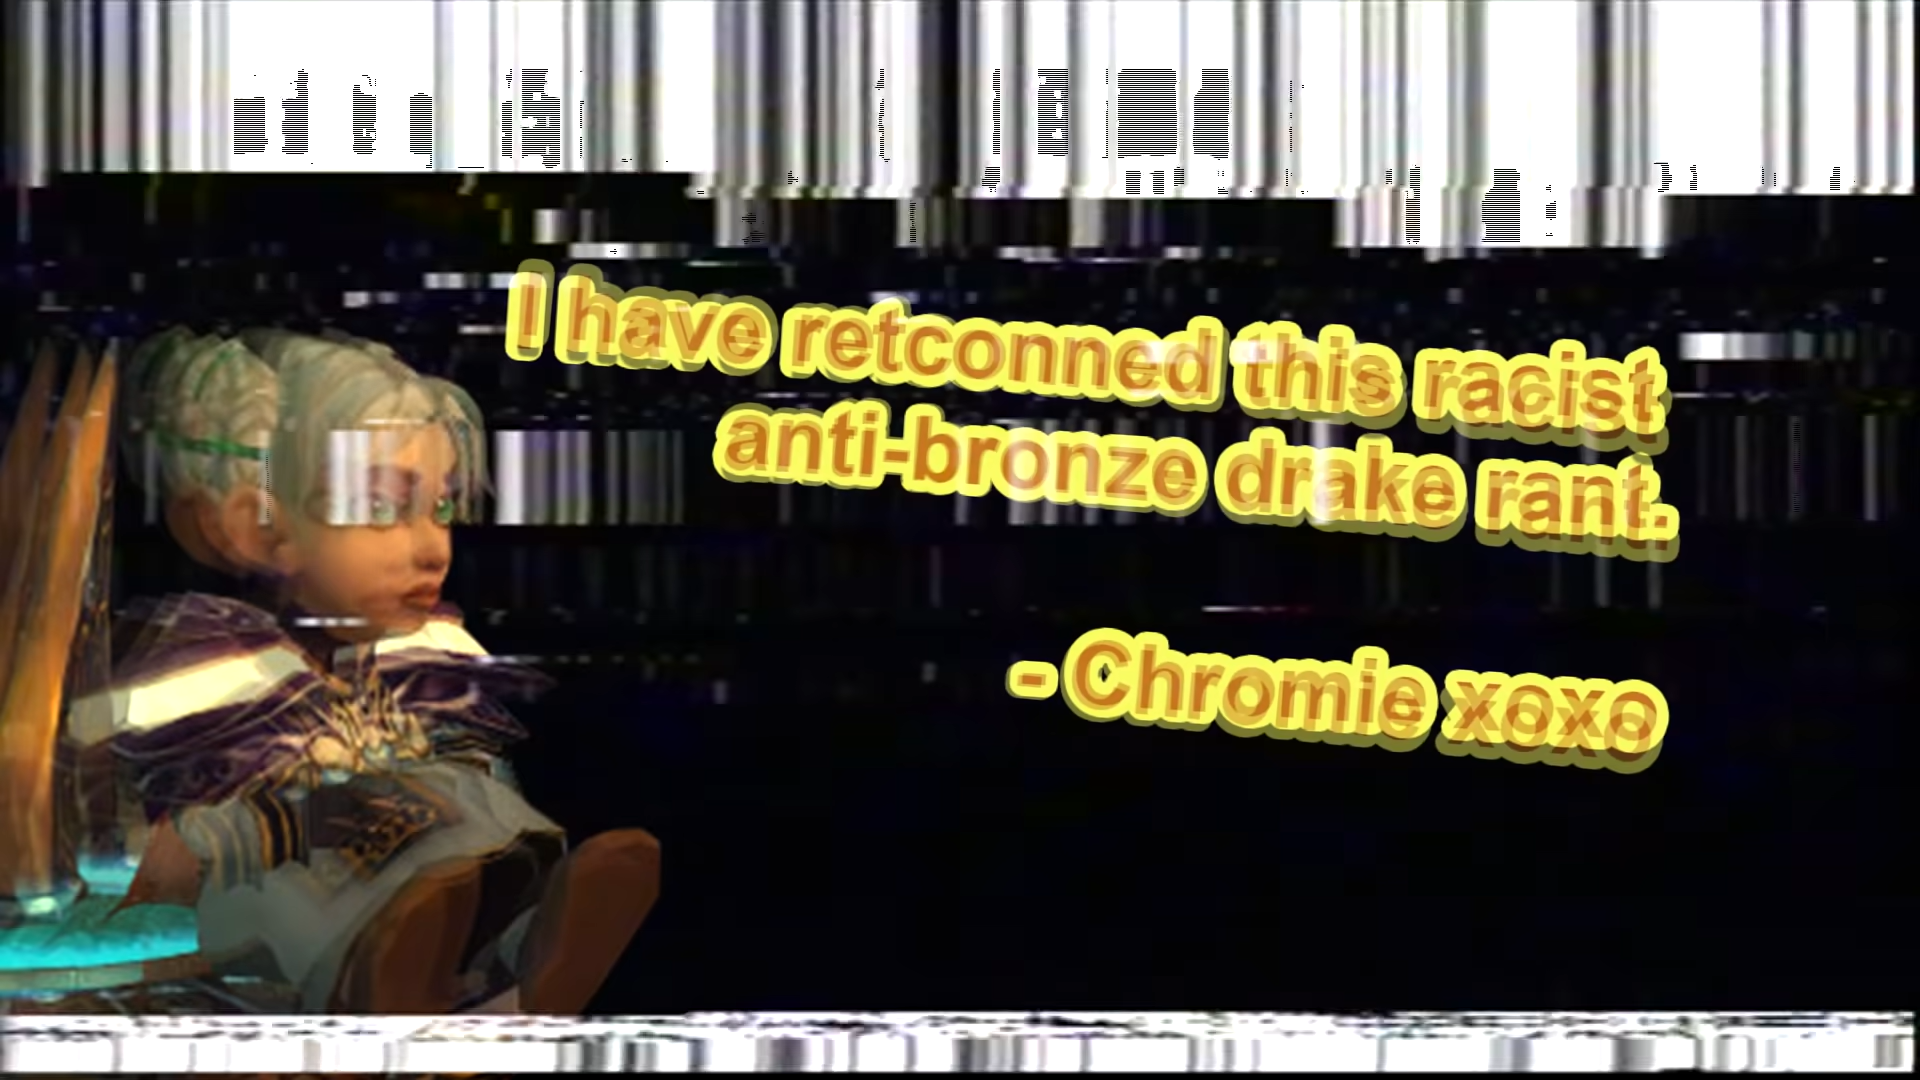 I have retconned this racist
anti-bronze drake rant.
- Chromie xoxo